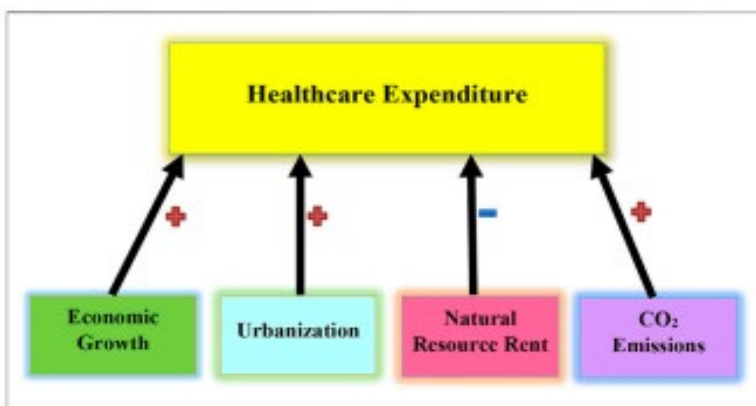 Healthcare Expenditure
Economic
Growth
Urbanization
Natural
Resource Rent
CO₂
Emissions